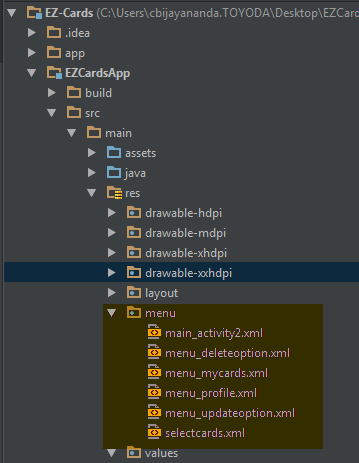 EZ-Cards (C:\Users\cbijayananda.TOYODA\Desktop\EZCard
.idea
app
EZCardsApp
build
src
main
assets
java
res
drawable-hdpi
drawable-mdpi
drawable-xhdpi
drawable-xxhdpi
layout
menu
main_activity2.xml
menu_deleteoption.xml
menu_mycards.xml
menu_profile.xml
menu_updateoption.xml
selectcards.xml
values